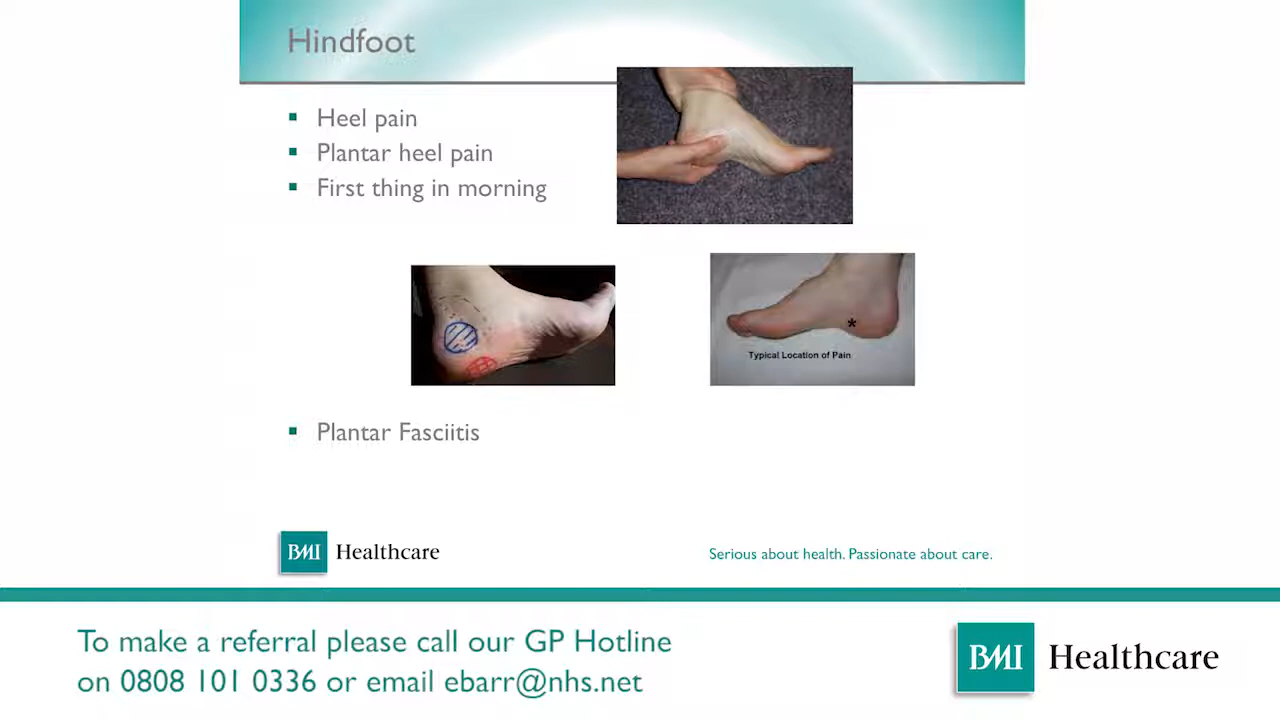 Hindfoot
▪ Heel pain
▪ Plantar heel pain
▪ First thing in morning
*
Typical Location of Pain
▪ Plantar Fasciitis
BMI Healthcare
Serious about health. Passionate about care.
To make a referral please call our GP Hotline
on 0808 101 0336 or email ebarr@nhs.net
BMI Healthcare